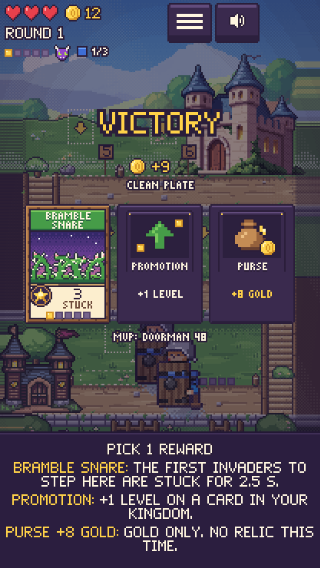 12
ROUND 1
1/3
VICTORY
5 5
+9
CLEAN PLATE
BRAMBLE
SNARE
3
STUCK
PROMOTION
+1 LEVEL
PURSE
+8 GOLD
MVP: DOORMAN 48
PICK 1 REWARD
BRAMBLE SNARE: THE FIRST INVADERS TO
STEP HERE ARE STUCK FOR 2.5 S.
PROMOTION: +1 LEVEL ON A CARD IN YOUR
KINGDOM.
PURSE +8 GOLD: GOLD ONLY. NO RELIC THIS
TIME.